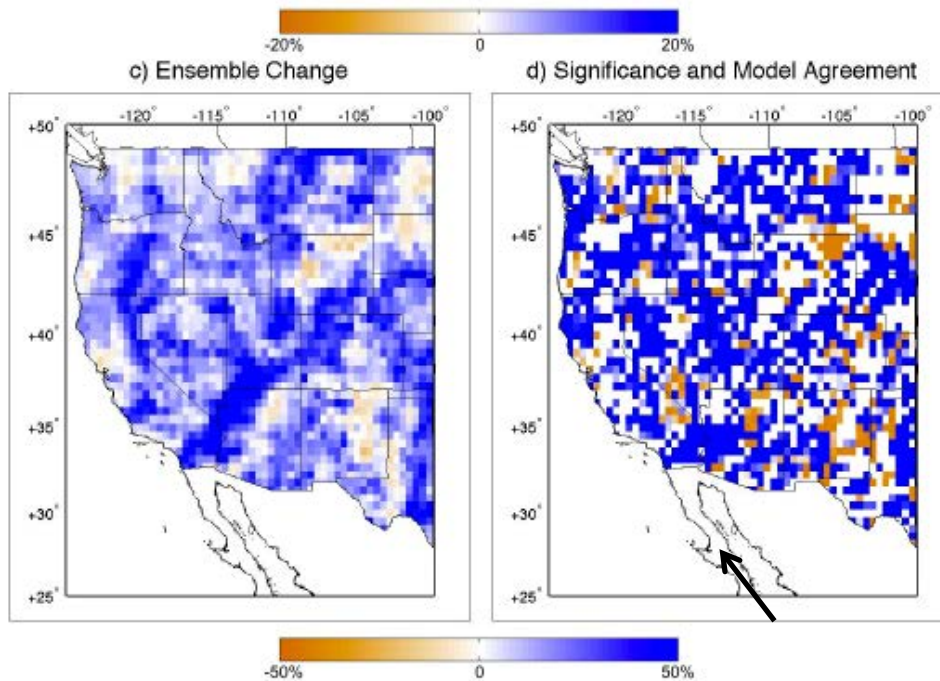 -20% 0 20%
c) Ensemble Change d) Significance and Model Agreement
-120° -115° -110° -105° -100° -120° -115° -110° -105° -100°
+50° +50°
+45° +45°
+40° +40°
+35° +35°
+30° +30°
+25° +25°
-50% 0 50%